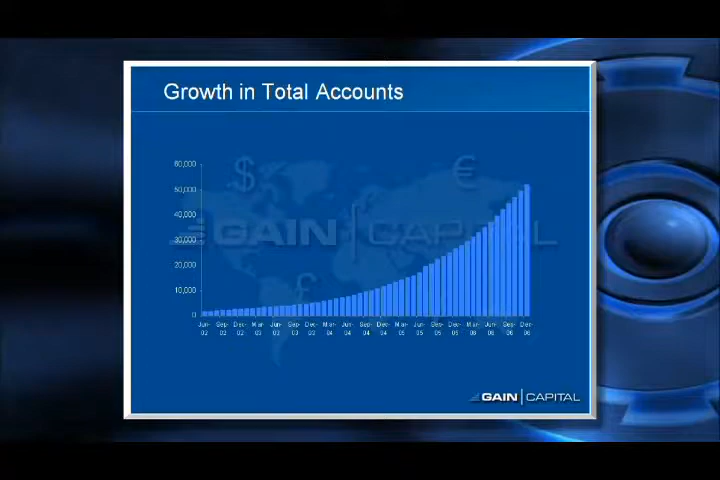 Growth in Total Accounts
$ €
60,000
50,000
40,000
30,000
20,000
10,000
0
GAIN CAPITAL
£
Jun-02 Sep-02 Dec-02 Mar-03 Jun-03 Sep-03 Dec-03 Mar-04 Jun-04 Sep-04 Dec-04 Mar-05 Jun-05 Sep-05 Dec-05 Mar-06 Jun-06 Sep-06 Dec-06
GAIN CAPITAL